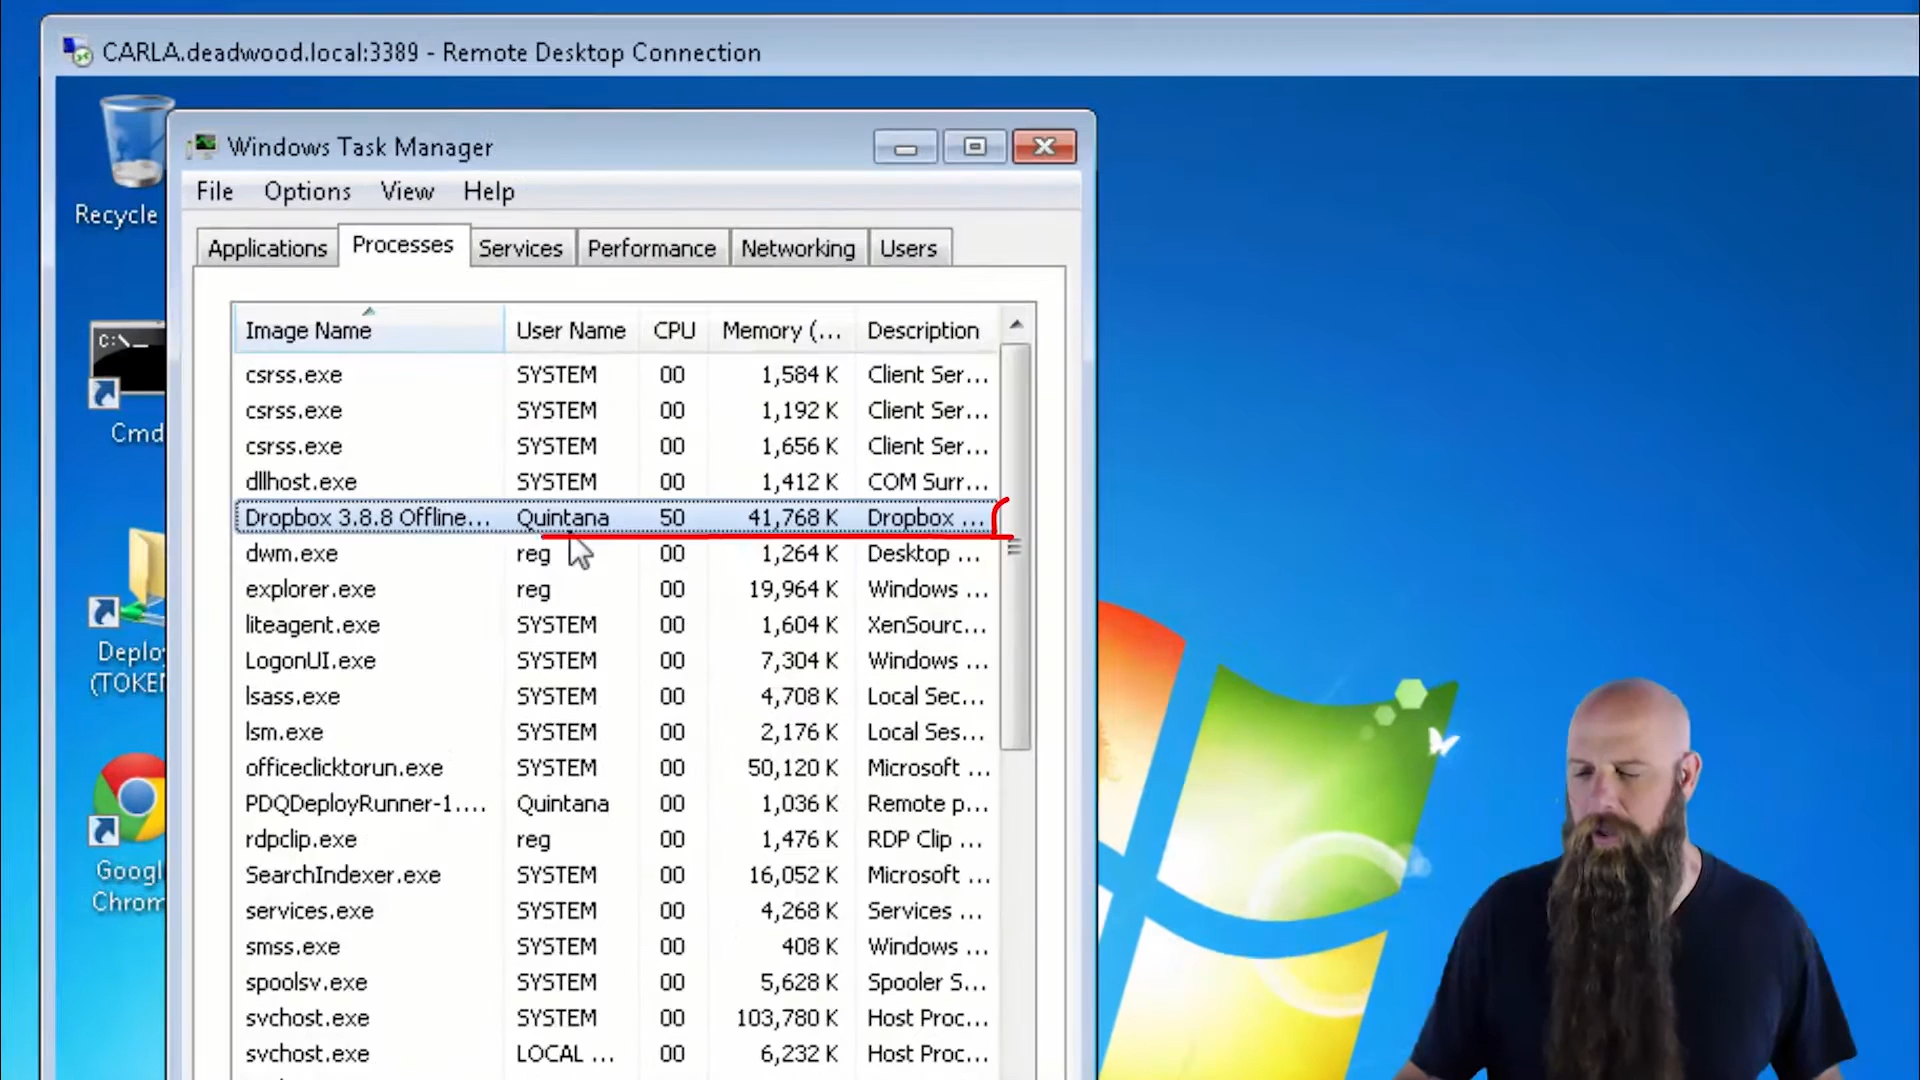 CARLA.deadwood.local:3389 - Remote Desktop Connection
Recycle
Windows Task Manager
File Options View Help
Applications Processes Services Performance Networking Users
Image Name User Name CPU Memory (... Description
csrss.exe SYSTEM 00 1,584 K Client Ser...
csrss.exe SYSTEM 00 1,192 K Client Ser...
csrss.exe SYSTEM 00 1,656 K Client Ser...
dllhost.exe SYSTEM 00 1,412 K COM Surr...
Dropbox 3.8.8 Offline... Quintana 50 41,768 K Dropbox ...
dwm.exe reg 00 1,264 K Desktop ...
explorer.exe reg 00 19,964 K Windows ...
liteagent.exe SYSTEM 00 1,604 K XenSourc...
LogonUI.exe SYSTEM 00 7,304 K Windows ...
lsass.exe SYSTEM 00 4,708 K Local Sec...
lsm.exe SYSTEM 00 2,176 K Local Ses...
officeclicktorun.exe SYSTEM 00 50,120 K Microsoft ...
PDQDeployRunner-1.... Quintana 00 1,036 K Remote p...
rdpclip.exe reg 00 1,476 K RDP Clip ...
SearchIndexer.exe SYSTEM 00 16,052 K Microsoft ...
services.exe SYSTEM 00 4,268 K Services ...
smss.exe SYSTEM 00 408 K Windows ...
spoolsv.exe SYSTEM 00 5,628 K Spooler S...
svchost.exe SYSTEM 00 103,780 K Host Proc...
svchost.exe LOCAL ... 00 6,232 K Host Proc...
C:\_
Cmd
Deploy
(TOKEN
Googl
Chrom